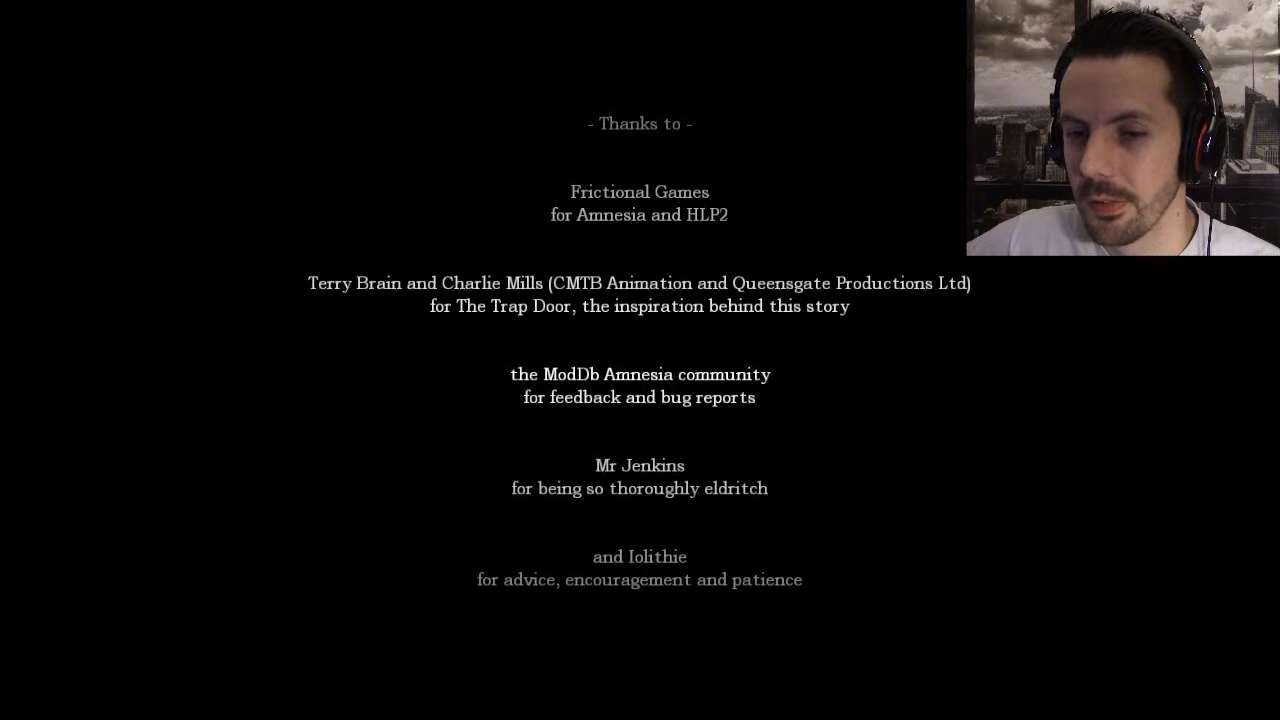 - Thanks to -
Frictional Games
for Amnesia and HLP2
Terry Brain and Charlie Mills (CMTB Animation and Queensgate Productions Ltd)
for The Trap Door, the inspiration behind this story
the ModDb Amnesia community
for feedback and bug reports
Mr Jenkins
for being so thoroughly eldritch
and Iolithie
for advice, encouragement and patience